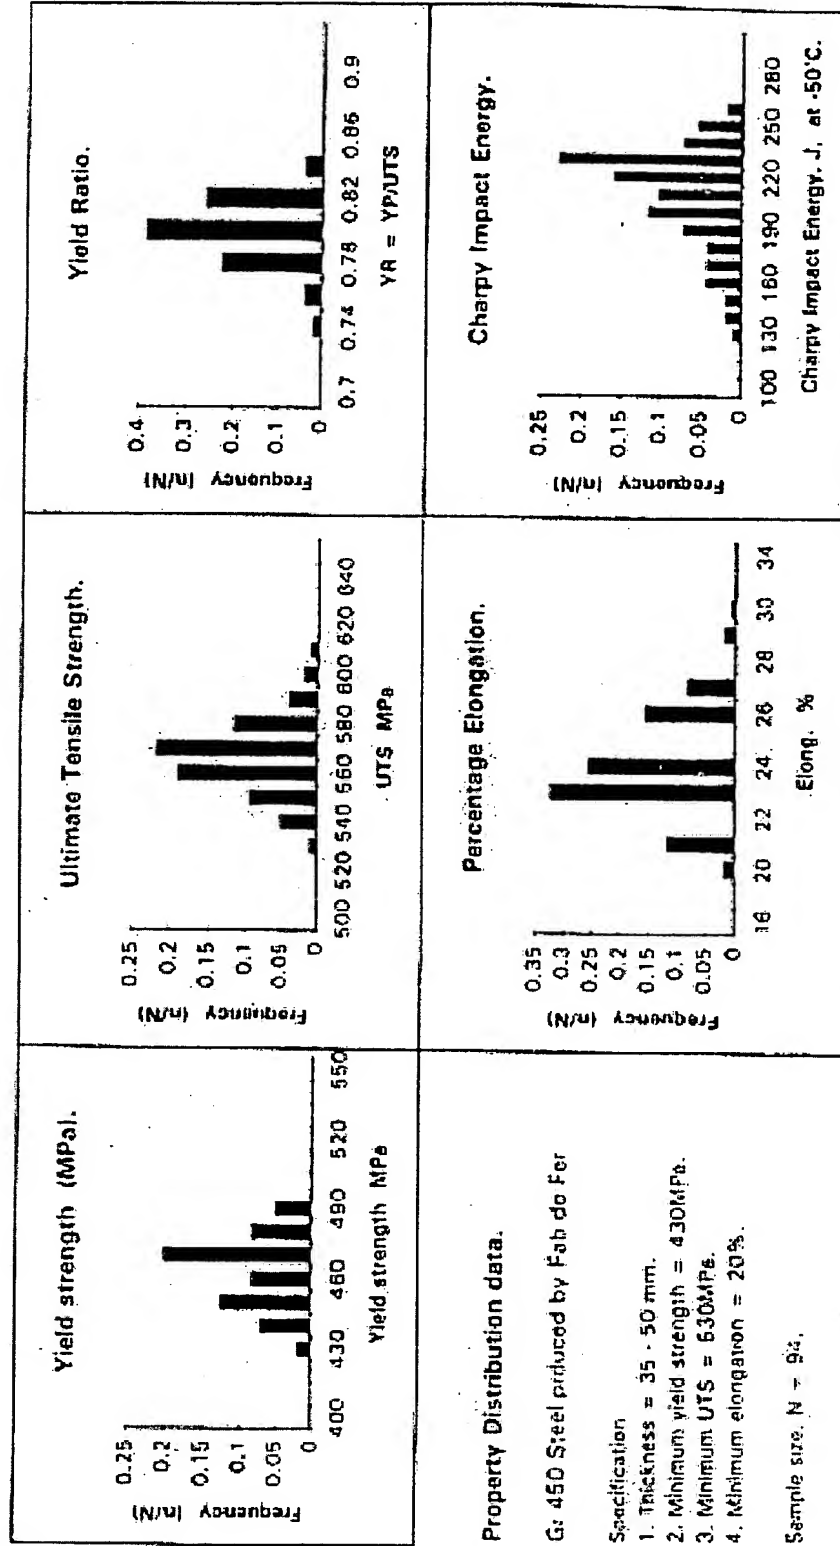 Yield strength (MPa).
Frequency (n/N)
0.25
0.2
0.15
0.1
0.05
0
400 430 460 490 520 550
Yield strength MPa
Ultimate Tensile Strength.
Frequency (n/N)
0.25
0.2
0.15
0.1
0.05
0
500 520 540 560 580 600 620 640
UTS MPa
Yield Ratio.
Frequency (n/N)
0.4
0.3
0.2
0.1
0
0.7 0.74 0.78 0.82 0.86 0.9
YR = YP/UTS
Property Distribution data.
Gr 450 Steel produced by Fab do Fer
Specification
1. Thickness = 35 - 50 mm.
2. Minimum yield strength = 430MPa.
3. Minimum UTS = 530MPa.
4. Minimum elongation = 20%.
Sample size. N = 94.
Percentage Elongation.
Frequency (n/N)
0.35
0.3
0.25
0.15
0.1
0.05
0
16 20 22 24 26 28 30 34
Elong. %
Charpy Impact Energy.
Frequency (n/N)
0.25
0.2
0.15
0.1
0.05
0
100 130 160 190 220 250 280
Charpy Impact Energy. J, at -50°C.